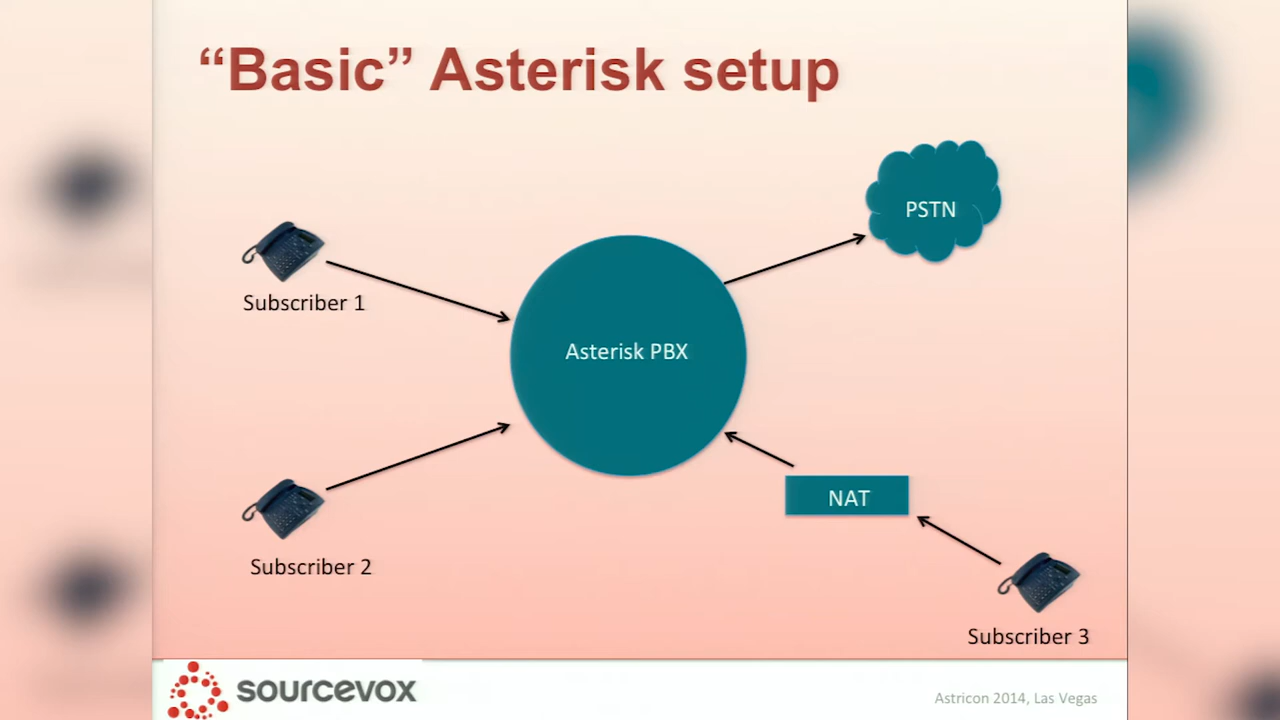 “Basic” Asterisk setup
PSTN
Subscriber 1
Asterisk PBX
NAT
Subscriber 2
Subscriber 3
sourcevox
Astricon 2014, Las Vegas